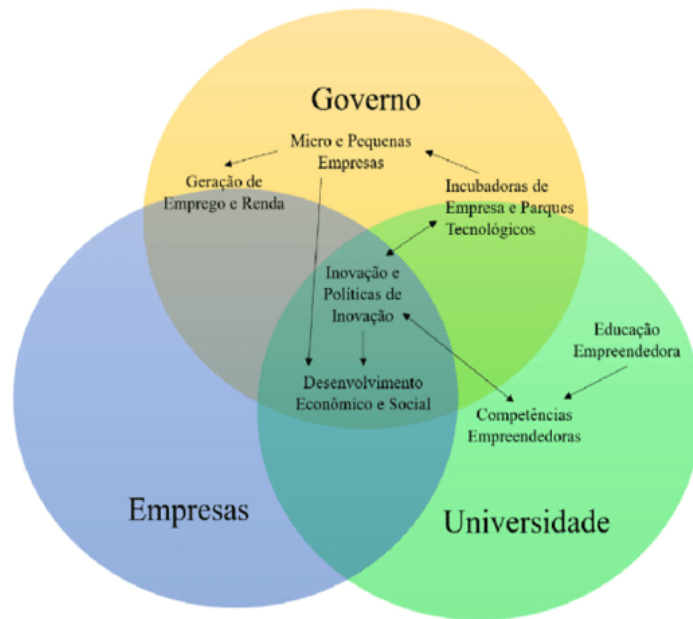 Governo
Micro e Pequenas
Empresas
Geração de
Emprego e Renda
Incubadoras de
Empresa e Parques
Tecnológicos
Inovação e
Políticas de
Inovação
Educação
Empreendedora
Desenvolvimento
Econômico e Social
Competências
Empreendedoras
Empresas
Universidade